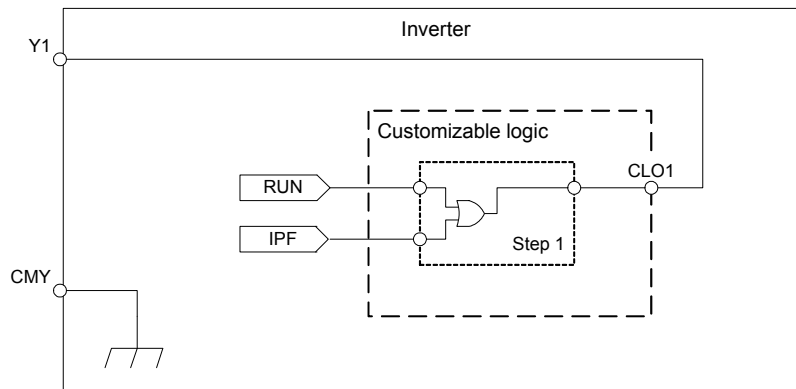 Inverter
Y1
Customizable logic
CLO1
RUN
IPF
Step 1
CMY